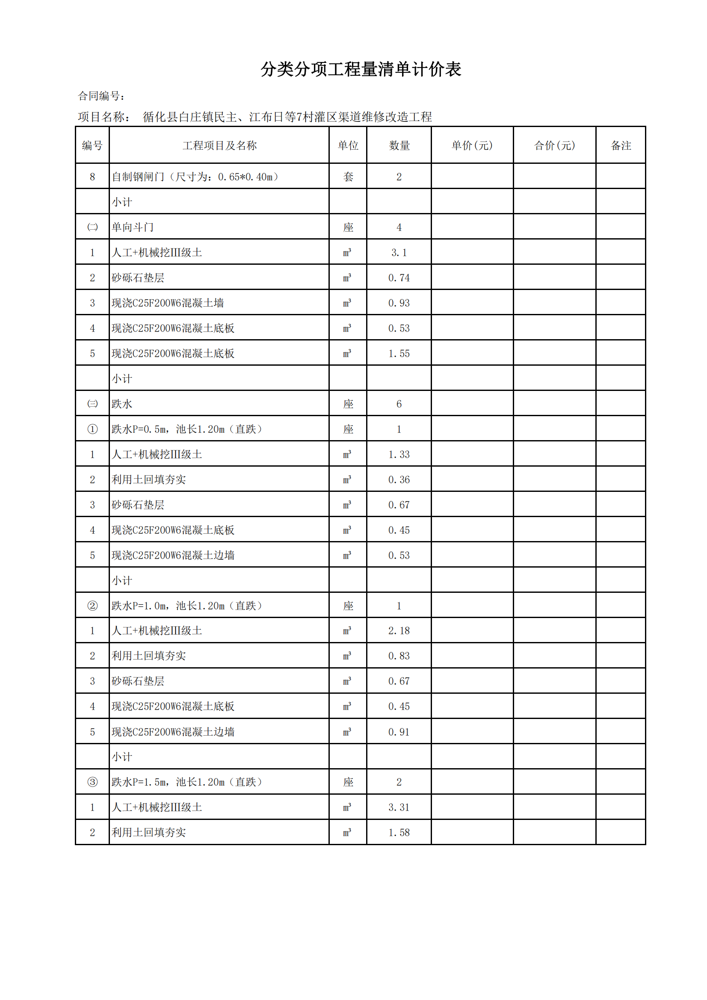 分类分项工程量清单计价表
合同编号：
项目名称： 循化县白庄镇民主、江布日等7村灌区渠道维修改造工程
编号 工程项目及名称 单位 数量 单价(元) 合价(元) 备注
8 自制钢闸门（尺寸为：0.65*0.40m） 套 2
小计
㈡ 单向斗门 座 4
1 人工+机械挖Ⅲ级土 m³ 3.1
2 砂砾石垫层 m³ 0.74
3 现浇C25F200W6混凝土墙 m³ 0.93
4 现浇C25F200W6混凝土底板 m³ 0.53
5 现浇C25F200W6混凝土底板 m³ 1.55
小计
㈢ 跌水 座 6
① 跌水P=0.5m，池长1.20m（直跌） 座 1
1 人工+机械挖Ⅲ级土 m³ 1.33
2 利用土回填夯实 m³ 0.36
3 砂砾石垫层 m³ 0.67
4 现浇C25F200W6混凝土底板 m³ 0.45
5 现浇C25F200W6混凝土边墙 m³ 0.53
小计
② 跌水P=1.0m，池长1.20m（直跌） 座 1
1 人工+机械挖Ⅲ级土 m³ 2.18
2 利用土回填夯实 m³ 0.83
3 砂砾石垫层 m³ 0.67
4 现浇C25F200W6混凝土底板 m³ 0.45
5 现浇C25F200W6混凝土边墙 m³ 0.91
小计
③ 跌水P=1.5m，池长1.20m（直跌） 座 2
1 人工+机械挖Ⅲ级土 m³ 3.31
2 利用土回填夯实 m³ 1.58